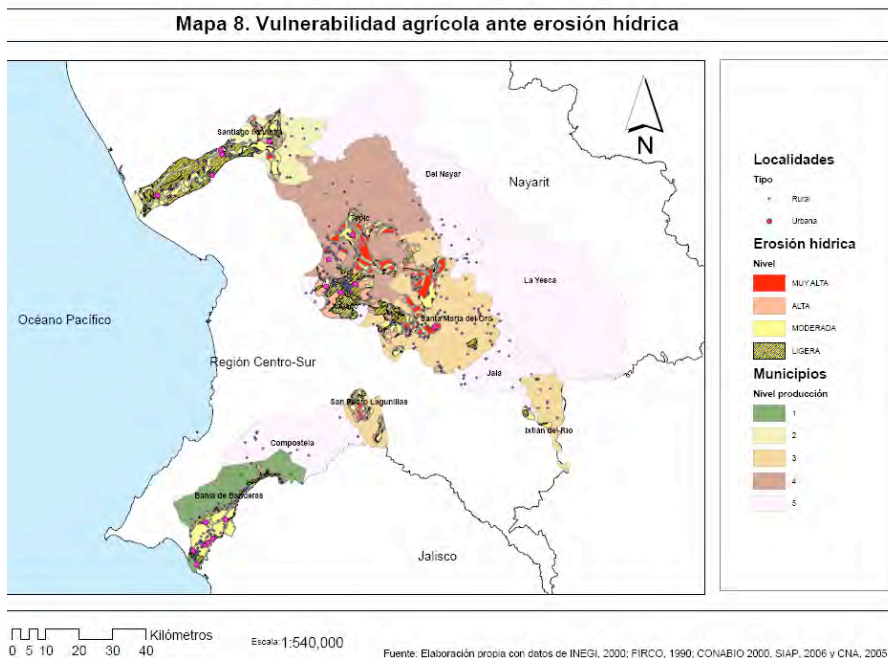 Mapa 8. Vulnerabilidad agrícola ante erosión hídrica
Santiago Ixcuintla
Del Nayar
Nayarit
Tepic
La Yesca
Océano Pacífico
Santa María del Oro
Región Centro-Sur
Jala
San Pedro Lagunillas
Ixtlán del Río
Compostela
Bahía de Banderas
Jalisco
N
Localidades
Tipo
Rural
Urbana
Erosión hídrica
Nivel
MUY ALTA
ALTA
MODERADA
LIGERA
Municipios
Nivel producción
1
2
3
4
5
Kilómetros
0 5 10 20 30 40
Escala: 1:540,000
Fuente: Elaboración propia con datos de INEGI, 2000; FIRCO, 1990; CONABIO 2000, SIAP, 2006 y CNA, 2005